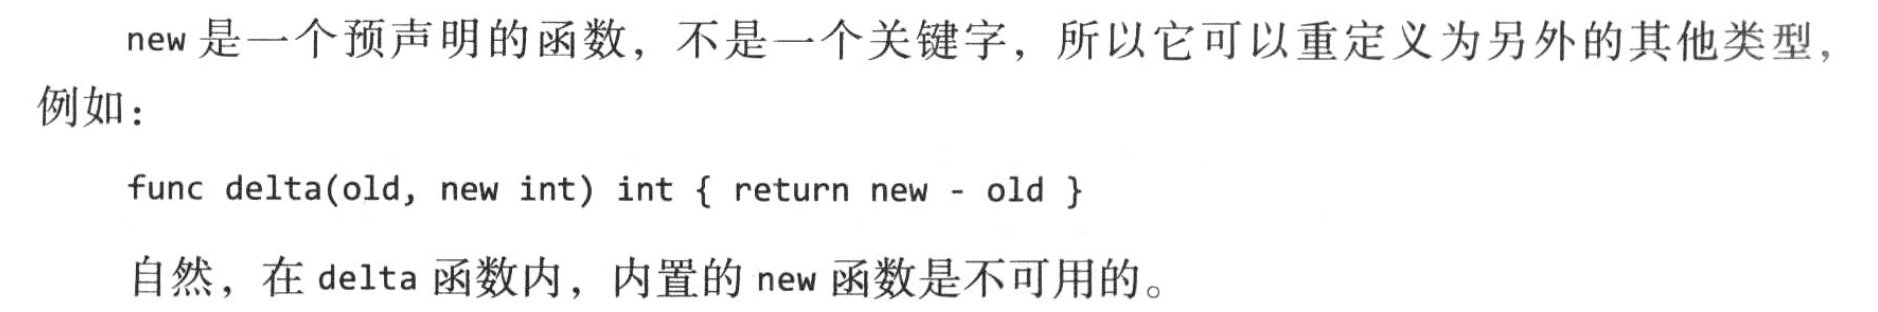 new 是一个预声明的函数，不是一个关键字，所以它可以重定义为另外的其他类型，
例如：
func delta(old, new int) int { return new - old }
自然，在 delta 函数内，内置的 new 函数是不可用的。